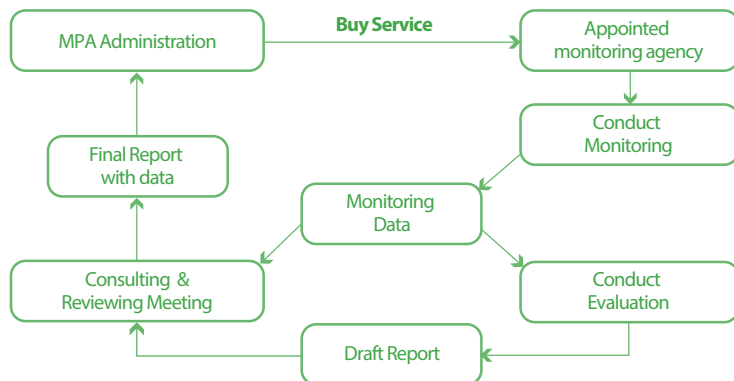 MPA Administration
Buy Service
Appointed
monitoring agency
Conduct
Monitoring
Final Report
with data
Monitoring
Data
Consulting &
Reviewing Meeting
Conduct
Evaluation
Draft Report